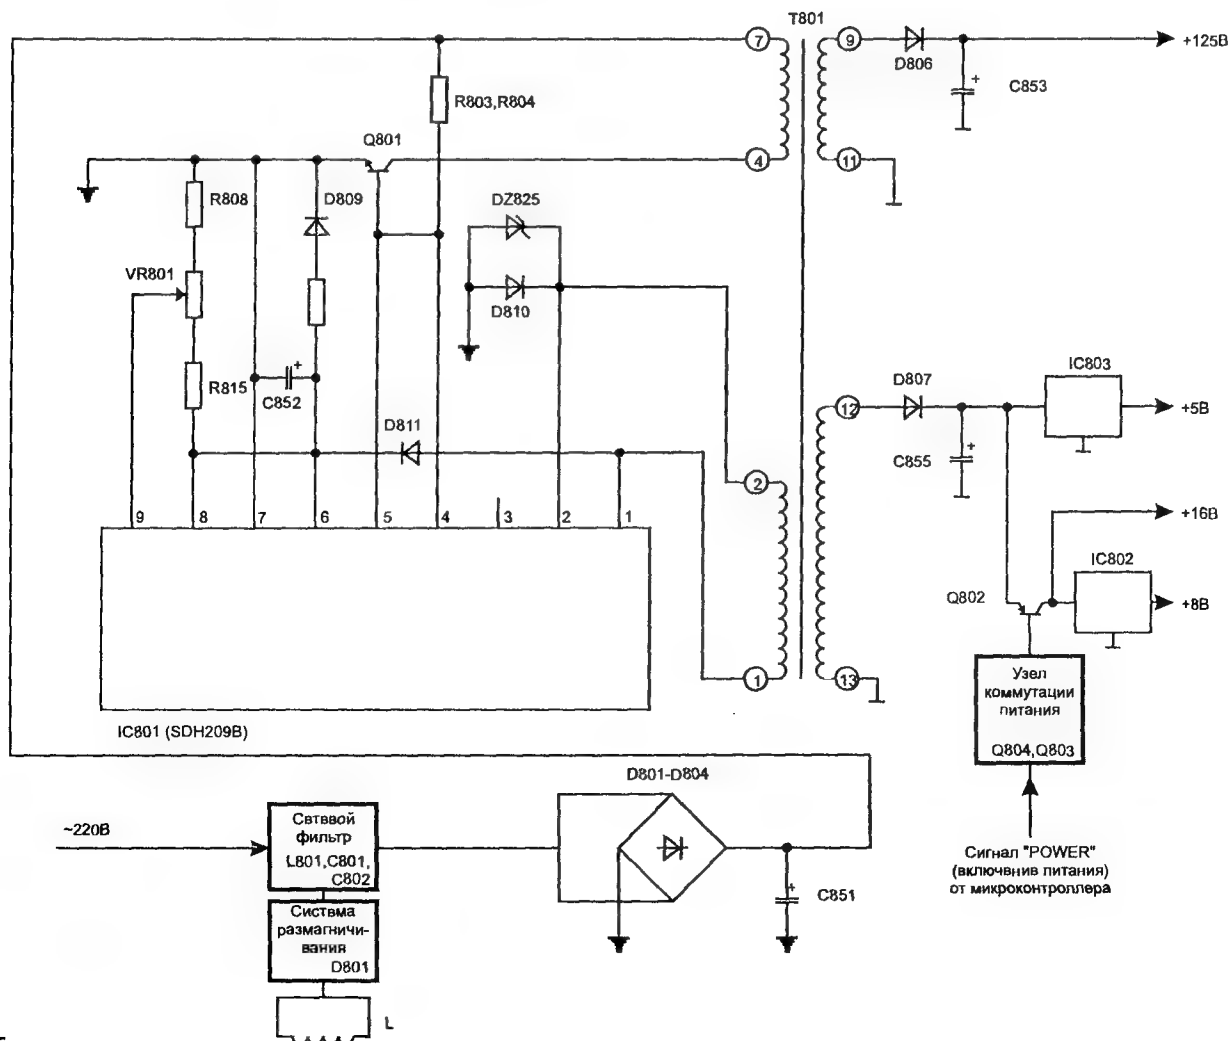 T801
7
9
D806
+125В
C853
R803,R804
Q801
4
11
R808
D809
DZ825
VR801
D810
R815
C852
D811
D807
IC803
12
+5В
C855
2
9
8
7
6
5
4
3
2
1
+16В
IC802
Q802
+8В
1
13
Узел
коммутации
питания
Q804,Q803
IC801 (SDH209B)
D801-D804
~220В
Свтввой
фильтр
L801,C801,
C802
Сигнал "POWER"
(включвнив питания)
от микроконтроллера
C851
Систвма
размагничи-
вания
D801
L